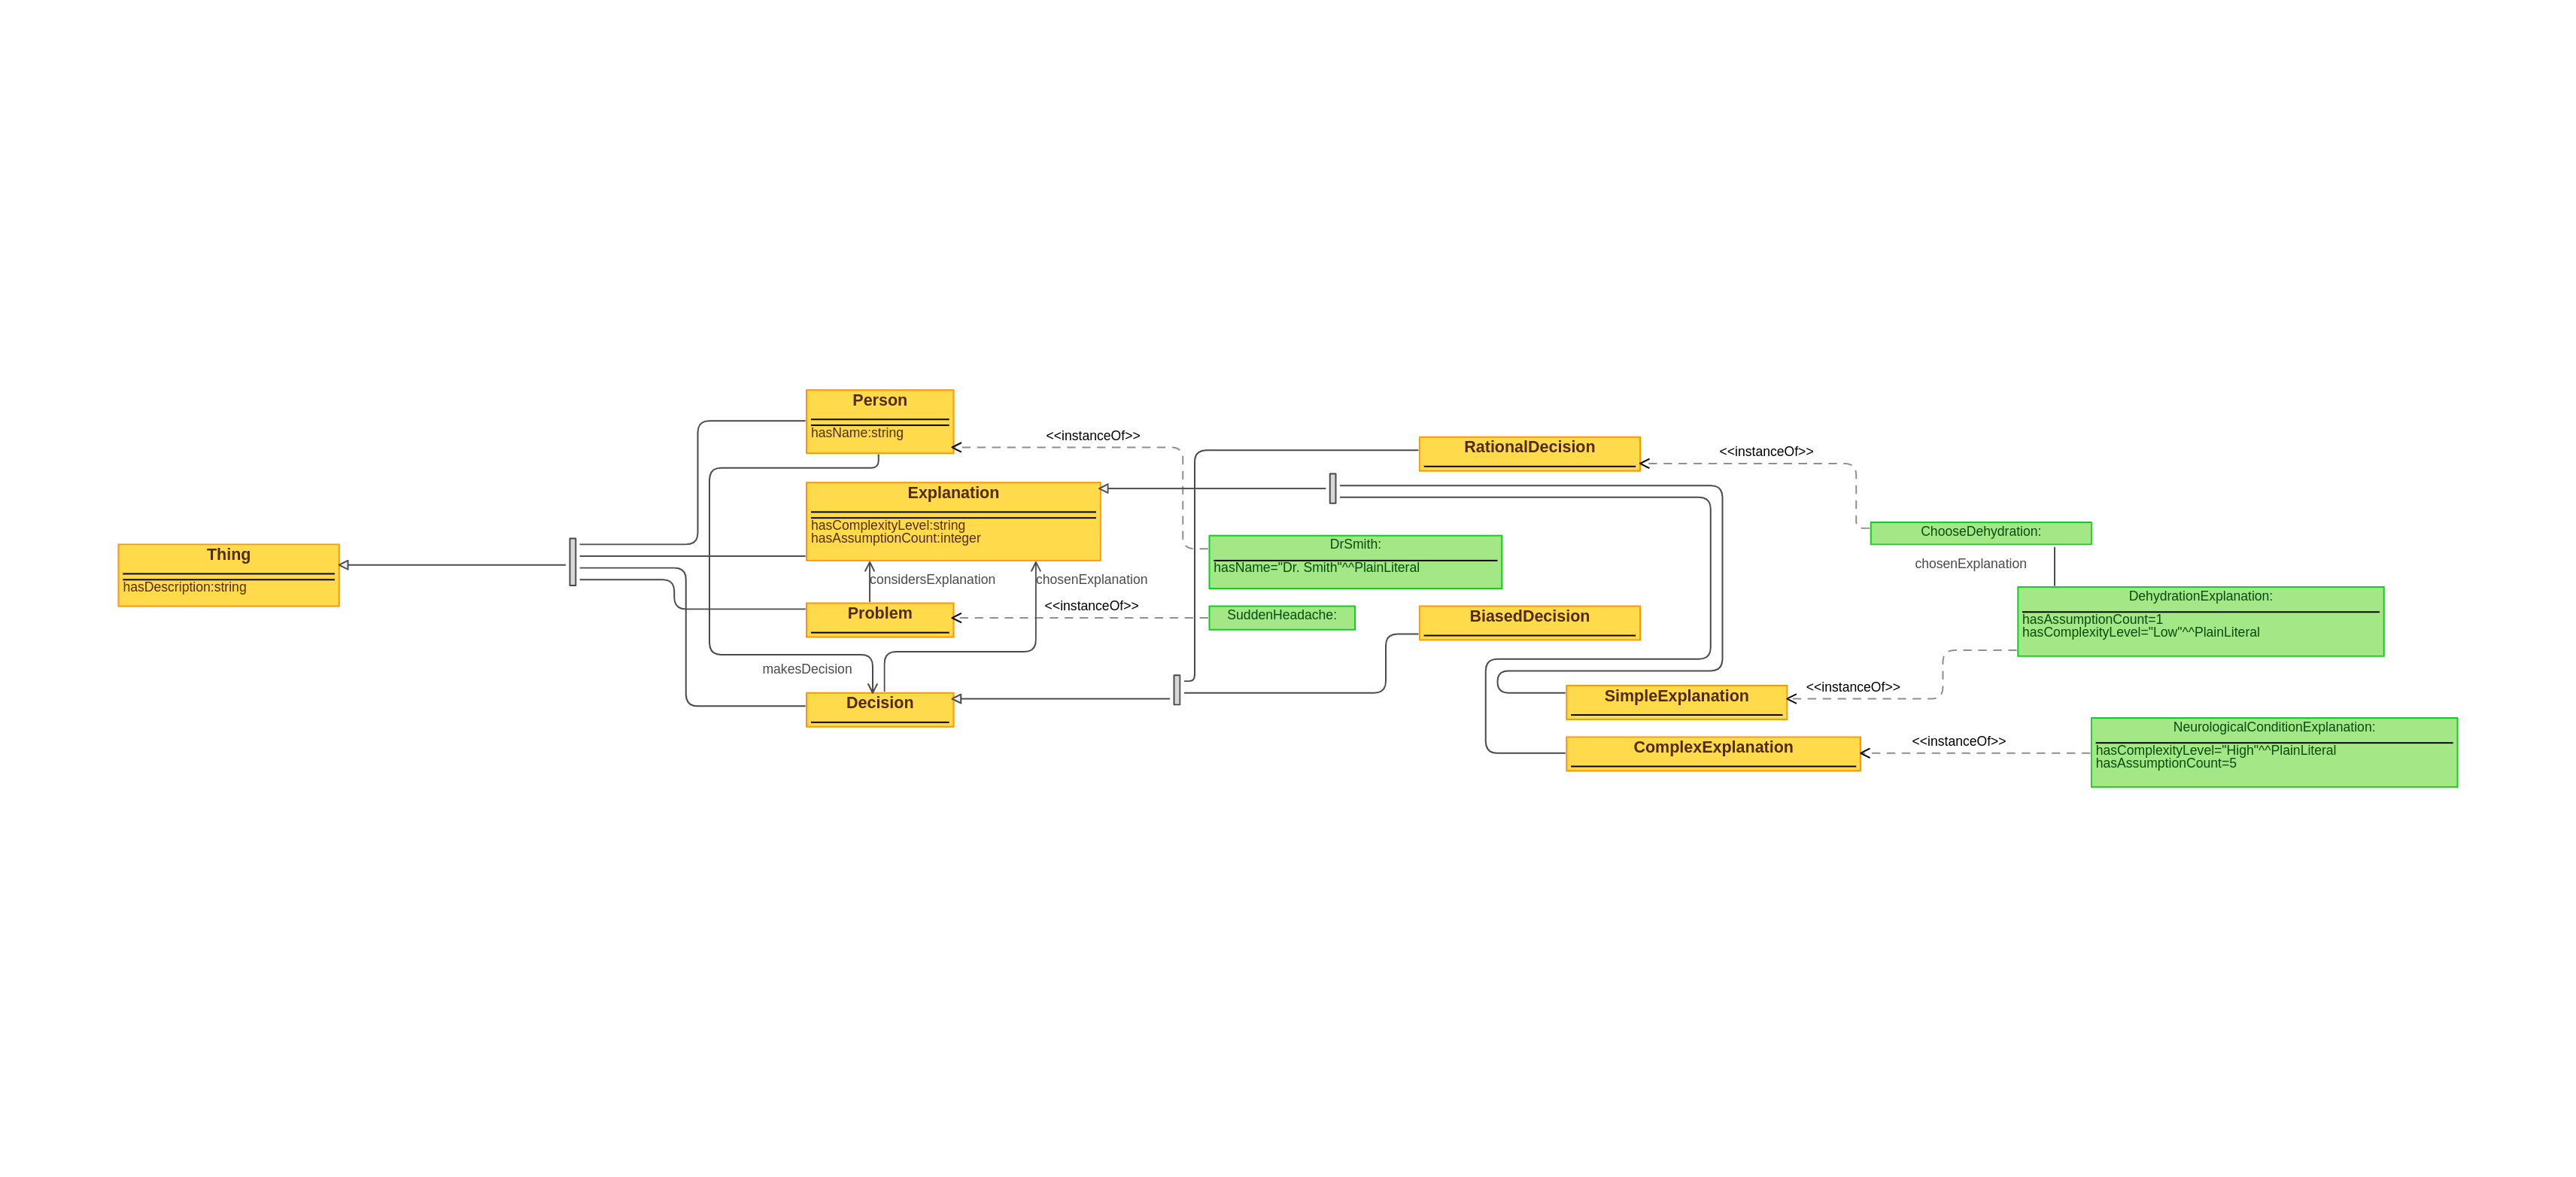 Thing
hasDescription:string
Person
hasName:string
<<instanceOf>>
Explanation
hasComplexityLevel:string
hasAssumptionCount:integer
considersExplanation
chosenExplanation
Problem
<<instanceOf>>
makesDecision
Decision
DrSmith:
hasName="Dr. Smith"^^PlainLiteral
SuddenHeadache:
RationalDecision
<<instanceOf>>
BiasedDecision
SimpleExplanation
<<instanceOf>>
ComplexExplanation
<<instanceOf>>
ChooseDehydration:
chosenExplanation
DehydrationExplanation:
hasAssumptionCount=1
hasComplexityLevel="Low"^^PlainLiteral
NeurologicalConditionExplanation:
hasComplexityLevel="High"^^PlainLiteral
hasAssumptionCount=5